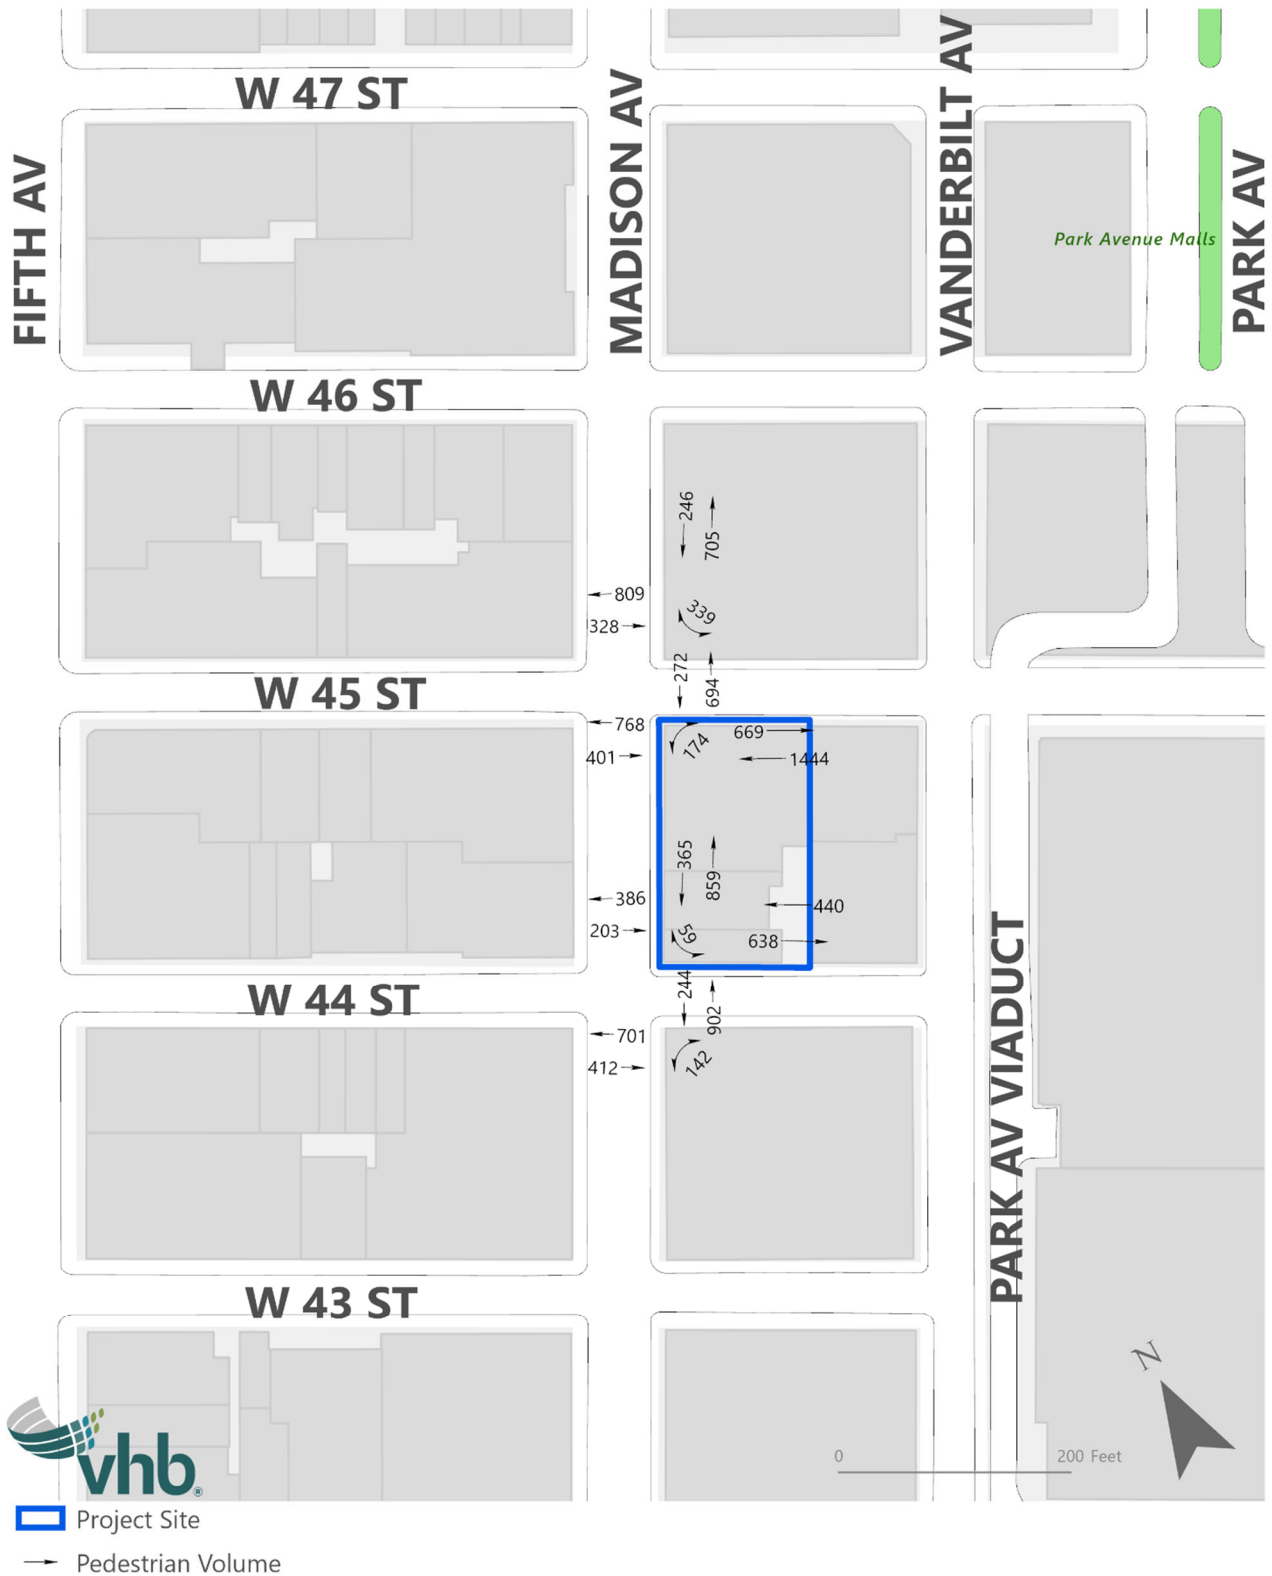 W 47 ST
MADISON AV
VANDERBILT AV
FIFTH AV
PARK AV
Park Avenue Malls
W 46 ST
246
705
809
339
328
272
694
W 45 ST
768
174
669
401
1444
365
859
386
440
203
59
638
244
W 44 ST
902
701
412
142
PARK AV VIADUCT
W 43 ST
N
0 200 Feet
vhb®
Project Site
Pedestrian Volume